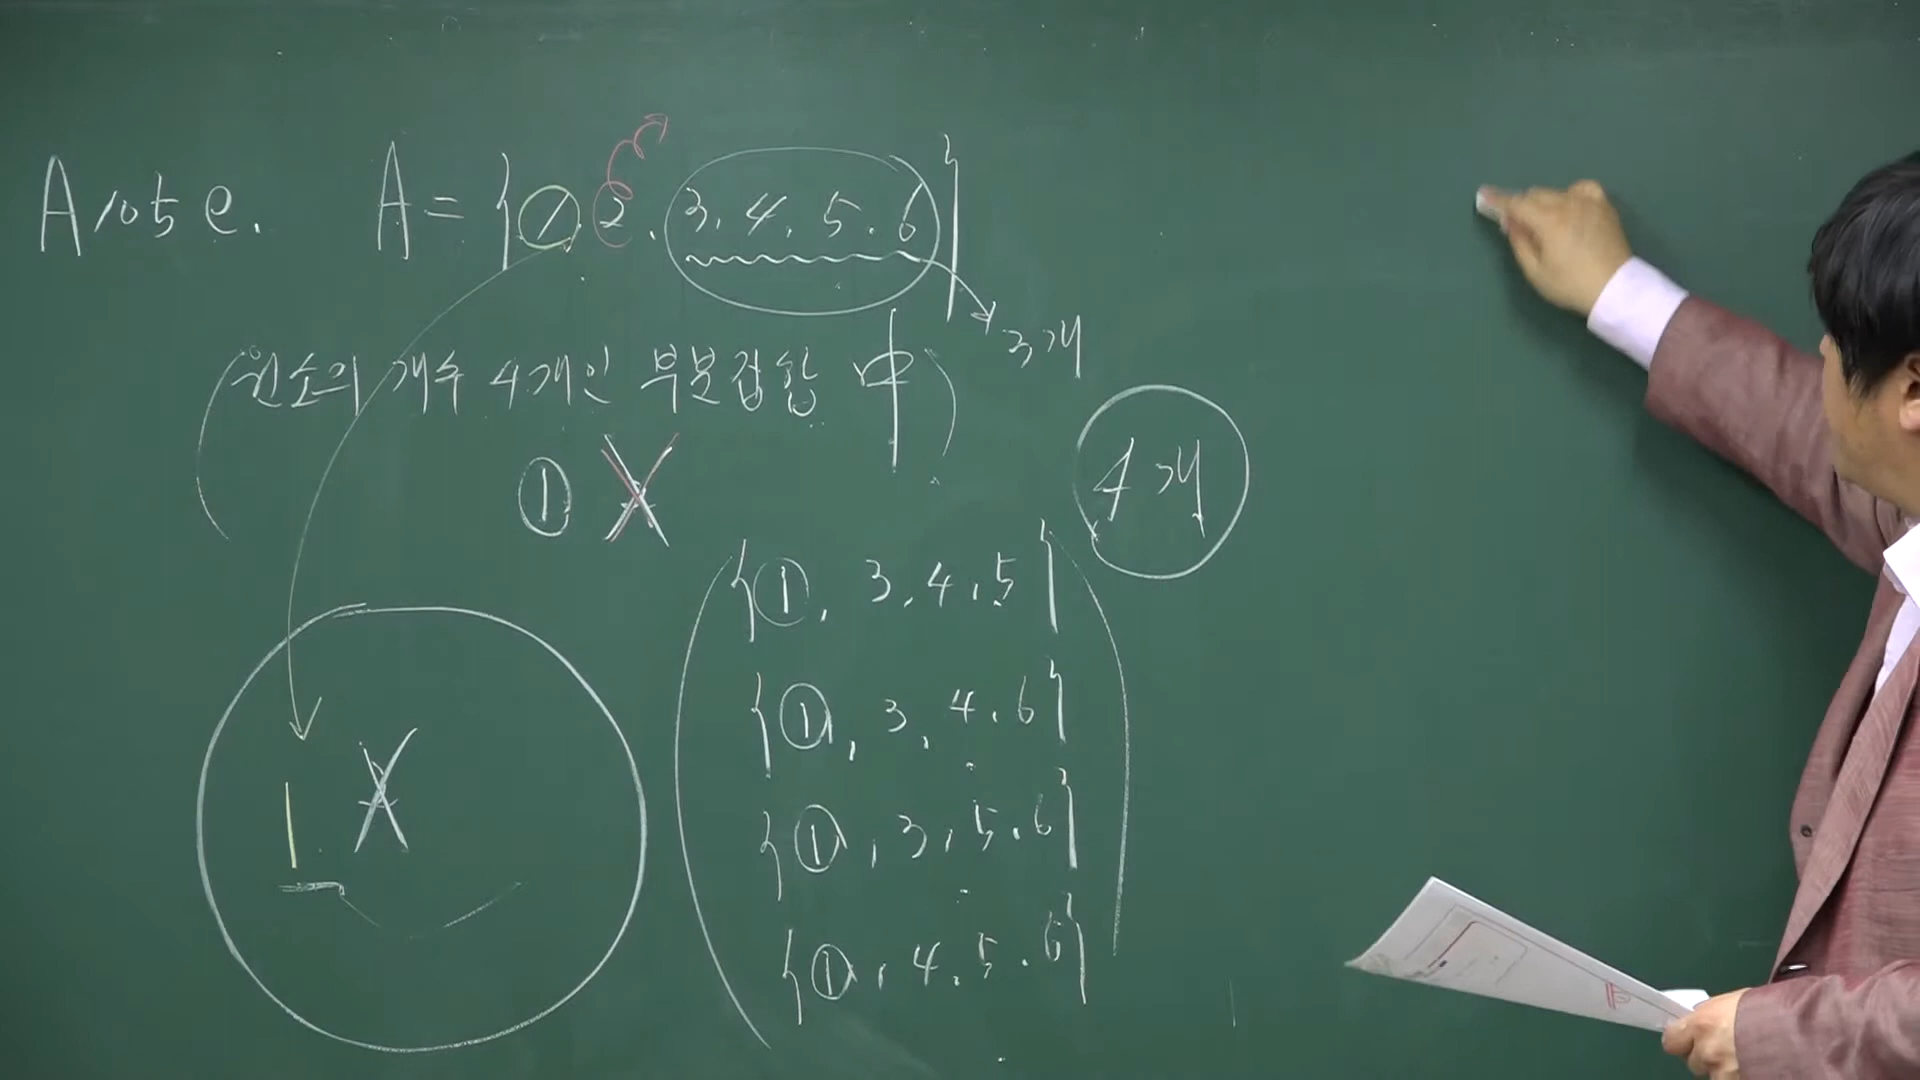 A note. A = {1, 2, 3, 4, 5, 6}
3개
(원소의 개수 4개인 부분집합 中)
① X
4개
{①, 3, 4, 5}
{①, 3, 4, 6}
1 X
{①, 3, 5, 6}
{①, 4, 5, 6}